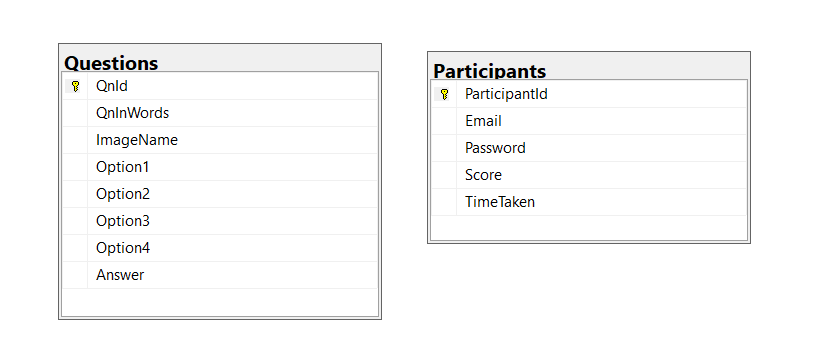 Questions
QnId
QnInWords
ImageName
Option1
Option2
Option3
Option4
Answer
Participants
ParticipantId
Email
Password
Score
TimeTaken